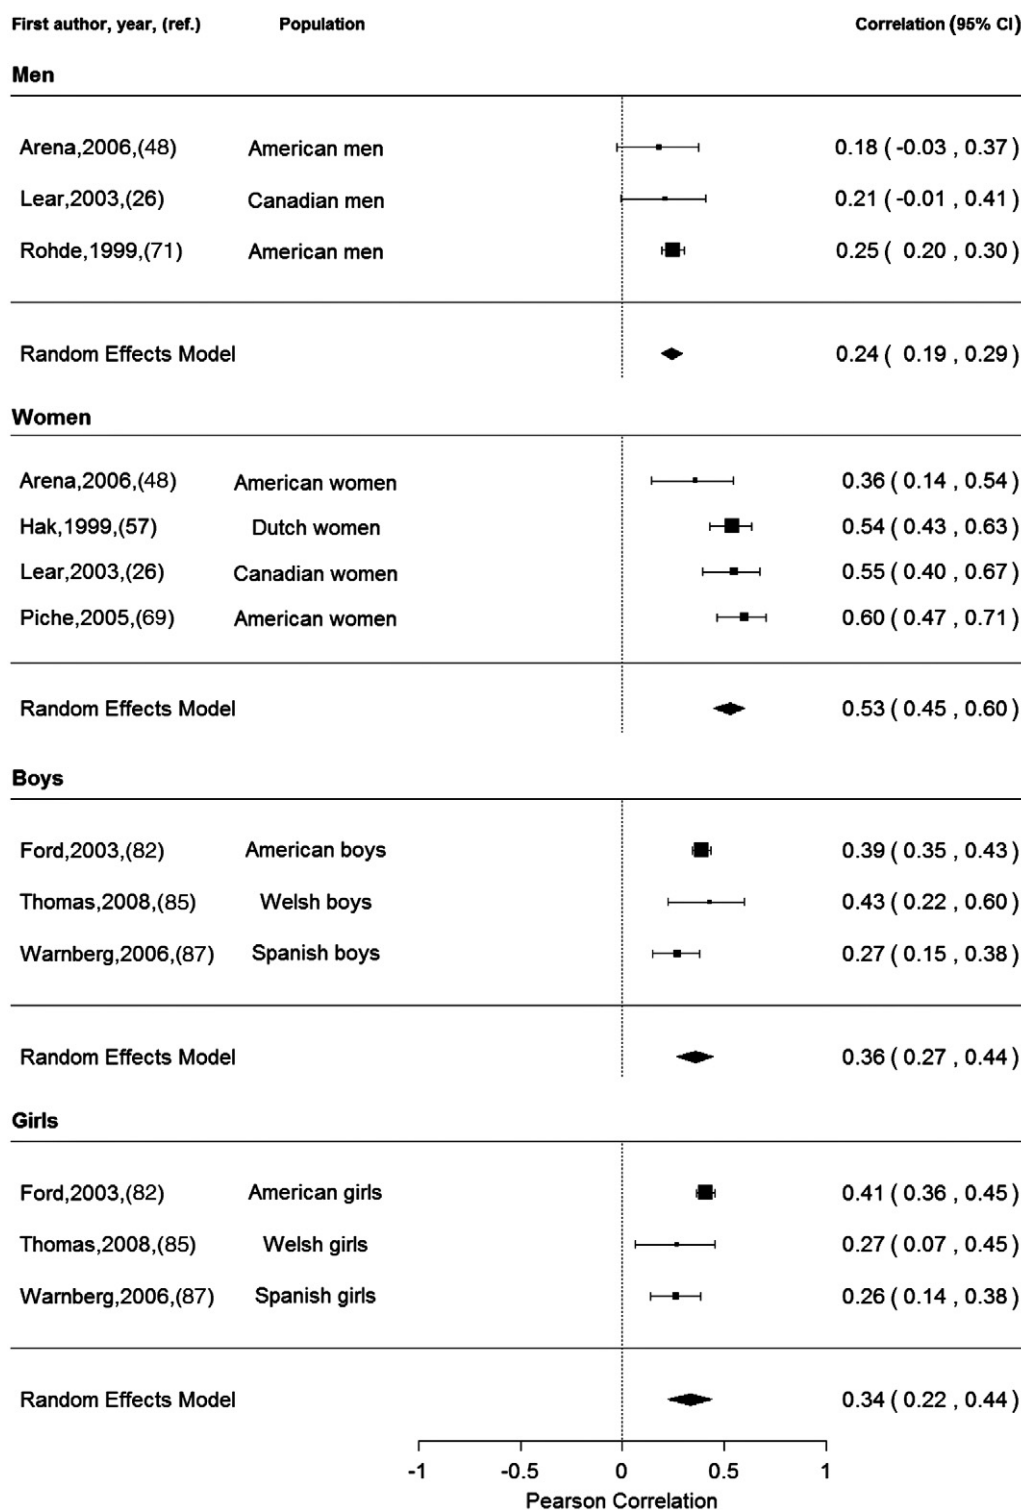 First author, year, (ref.) Population Correlation (95% CI)
Men
Arena,2006,(48) American men 0.18 ( -0.03 , 0.37)
Lear,2003,(26) Canadian men 0.21 ( -0.01 , 0.41)
Rohde,1999,(71) American men 0.25 ( 0.20 , 0.30)
Random Effects Model 0.24 ( 0.19 , 0.29)
Women
Arena,2006,(48) American women 0.36 ( 0.14 , 0.54)
Hak,1999,(57) Dutch women 0.54 ( 0.43 , 0.63)
Lear,2003,(26) Canadian women 0.55 ( 0.40 , 0.67)
Piche,2005,(69) American women 0.60 ( 0.47 , 0.71)
Random Effects Model 0.53 ( 0.45 , 0.60)
Boys
Ford,2003,(82) American boys 0.39 ( 0.35 , 0.43)
Thomas,2008,(85) Welsh boys 0.43 ( 0.22 , 0.60)
Warnberg,2006,(87) Spanish boys 0.27 ( 0.15 , 0.38)
Random Effects Model 0.36 ( 0.27 , 0.44)
Girls
Ford,2003,(82) American girls 0.41 ( 0.36 , 0.45)
Thomas,2008,(85) Welsh girls 0.27 ( 0.07 , 0.45)
Warnberg,2006,(87) Spanish girls 0.26 ( 0.14 , 0.38)
Random Effects Model 0.34 ( 0.22 , 0.44)
-1 -0.5 0 0.5 1
Pearson Correlation